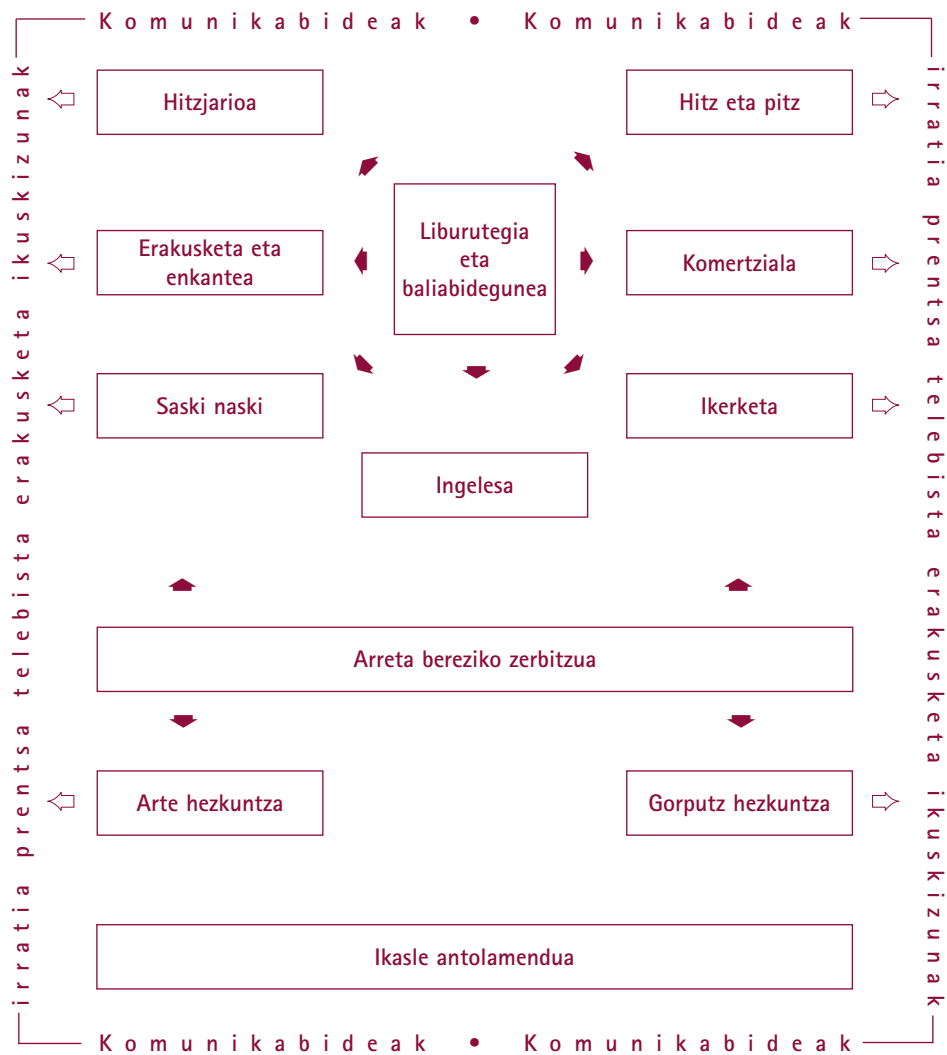 Komunikabideak • Komunikabideak
irratia prentsa telebista erakusketa ikuskizunak
irratia prentsa telebista erakusketa ikuskizunak
Hitzjarioa
Hitz eta pitz
Liburutegia
eta
baliabidegunea
Erakusketa eta
enkantea
Komertziala
Saski naski
Ikerketa
Ingelesa
Arreta bereziko zerbitzua
Arte hezkuntza
Gorputz hezkuntza
Ikasle antolamendua
Komunikabideak • Komunikabideak